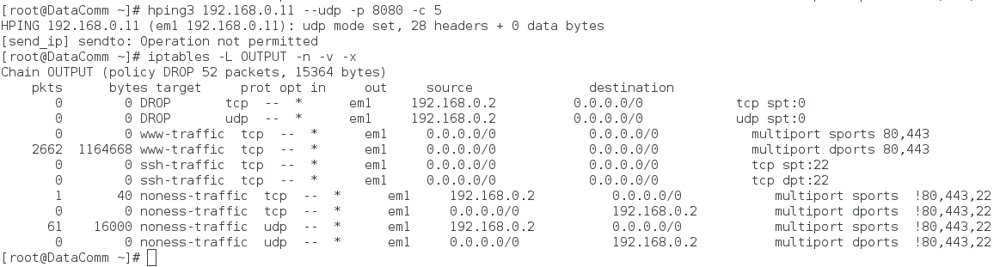 [root@DataComm ~]# hping3 192.168.0.11 --udp -p 8080 -c 5
HPING 192.168.0.11 (em1 192.168.0.11): udp mode set, 28 headers + 0 data bytes
[send_ip] sendto: Operation not permitted
[root@DataComm ~]# iptables -L OUTPUT -n -v -x
Chain OUTPUT (policy DROP 52 packets, 15364 bytes)
pkts bytes target prot opt in out source destination
0 0 DROP tcp -- * em1 192.168.0.2 0.0.0.0/0 tcp spt:0
0 0 DROP udp -- * em1 192.168.0.2 0.0.0.0/0 udp spt:0
0 0 www-traffic tcp -- * em1 0.0.0.0/0 0.0.0.0/0 multiport sports 80,443
2662 1164668 www-traffic tcp -- * em1 0.0.0.0/0 0.0.0.0/0 multiport dports 80,443
0 0 ssh-traffic tcp -- * em1 0.0.0.0/0 0.0.0.0/0 tcp spt:22
0 0 ssh-traffic tcp -- * em1 0.0.0.0/0 0.0.0.0/0 tcp dpt:22
1 40 noness-traffic tcp -- * em1 192.168.0.2 0.0.0.0/0 multiport sports !80,443,22
0 0 noness-traffic tcp -- * em1 0.0.0.0/0 192.168.0.2 multiport dports !80,443,22
61 16000 noness-traffic udp -- * em1 192.168.0.2 0.0.0.0/0 multiport sports !80,443,22
0 0 noness-traffic udp -- * em1 0.0.0.0/0 192.168.0.2 multiport dports !80,443,22
[root@DataComm ~]#